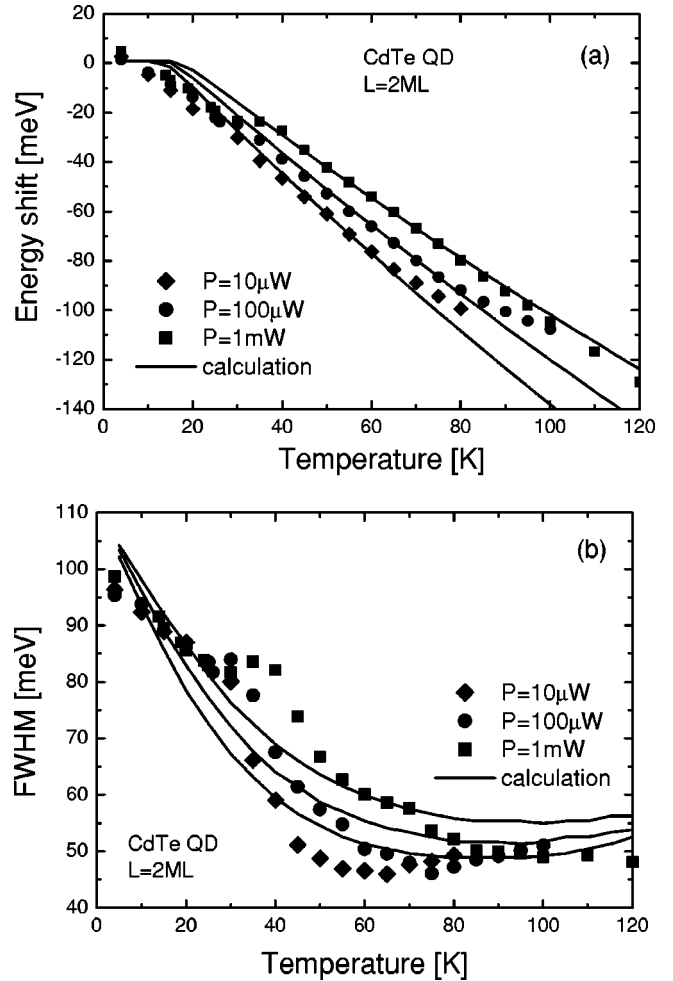 (a)
CdTe QD
L=2ML
Energy shift [meV]
20
0
-20
-40
-60
-80
-100
-120
-140
P=10μW
P=100μW
P=1mW
calculation
0 20 40 60 80 100 120
Temperature [K]
(b)
FWHM [meV]
110
100
90
80
70
60
50
40
P=10μW
P=100μW
P=1mW
calculation
CdTe QD
L=2ML
0 20 40 60 80 100 120
Temperature [K]